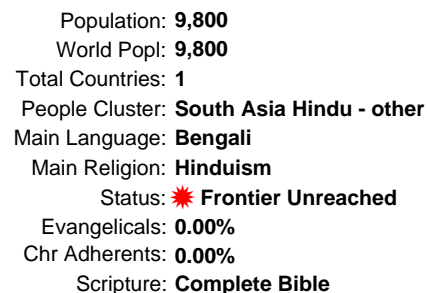 Population: 9,800
World Popl: 9,800
Total Countries: 1
People Cluster: South Asia Hindu - other
Main Language: Bengali
Main Religion: Hinduism
Status: Frontier Unreached
Evangelicals: 0.00%
Chr Adherents: 0.00%
Scripture: Complete Bible